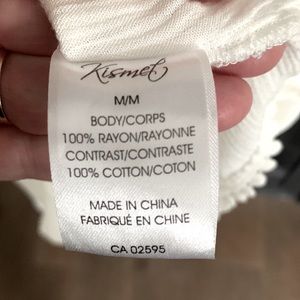 Kismet
M/M
BODY/CORPS
100% RAYON/RAYONNE
CONTRAST/CONTRASTE
100% COTTON/COTON
MADE IN CHINA
FABRIQUÉ EN CHINE
CA 02595